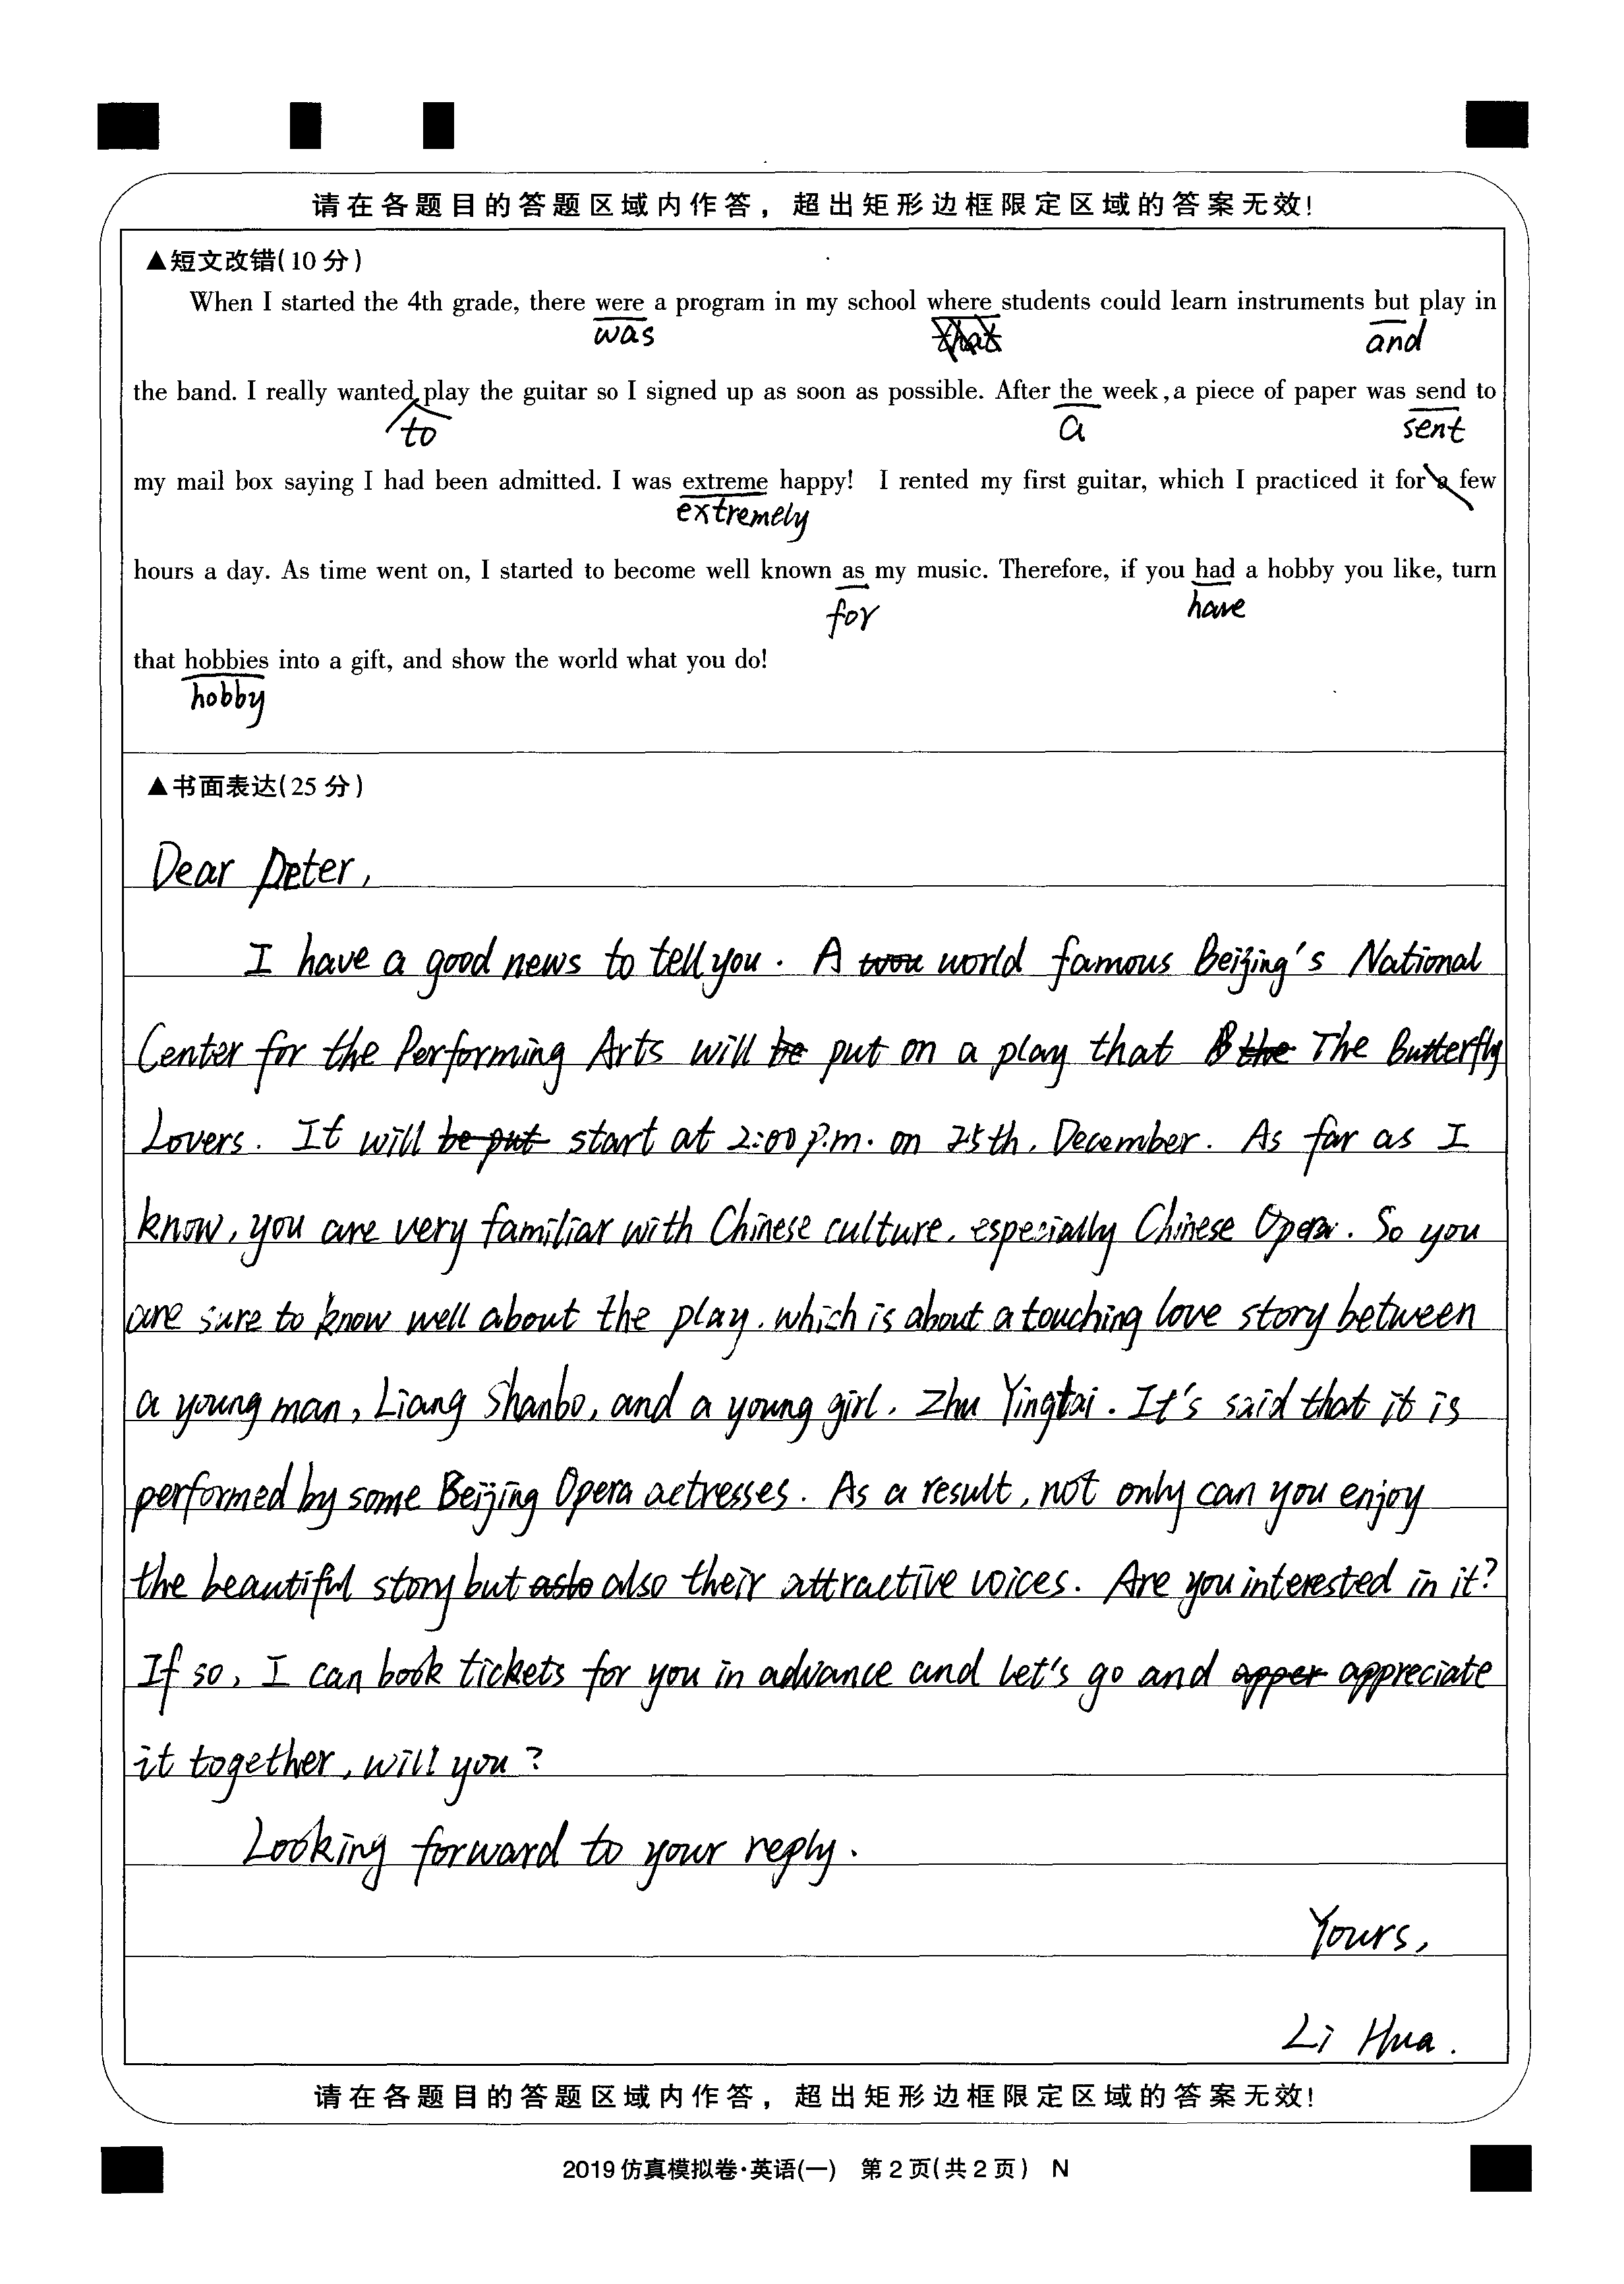 请在各题目的答题区域内作答，超出矩形边框限定区域的答案无效！
▲短文改错(10分)
When I started the 4th grade, there were a program in my school where students could learn instruments but play in
was that and
the band. I really wanted play the guitar so I signed up as soon as possible. After the week, a piece of paper was send to
to a sent
my mail box saying I had been admitted. I was extreme happy! I rented my first guitar, which I practiced it for a few
extremely
hours a day. As time went on, I started to become well known as my music. Therefore, if you had a hobby you like, turn
for have
that hobbies into a gift, and show the world what you do!
hobby
▲书面表达(25分)
Dear Peter,
I have a good news to tell you. A wou world famous Beijing's National
Center for the Performing Arts will be put on a play that B the The Butterfly
Lovers. It will be put start at 2:00 p.m. on 25th, December. As far as I
know, you are very familiar with Chinese culture, especially Chinese Opera. So you
are sure to know well about the play, which is about a touching love story between
a young man, Liang Shanbo, and a young girl, Zhu Yingtai. It's said that it is
performed by some Beijing Opera actresses. As a result, not only can you enjoy
the beautiful story but aslo also their attractive voices. Are you interested in it?
If so, I can book tickets for you in advance and Let's go and apper appreciate
it together, will you?
Looking forward to your reply.
Yours,
Li Hua.
请在各题目的答题区域内作答，超出矩形边框限定区域的答案无效！
2019仿真模拟卷·英语(一) 第2页(共2页) N